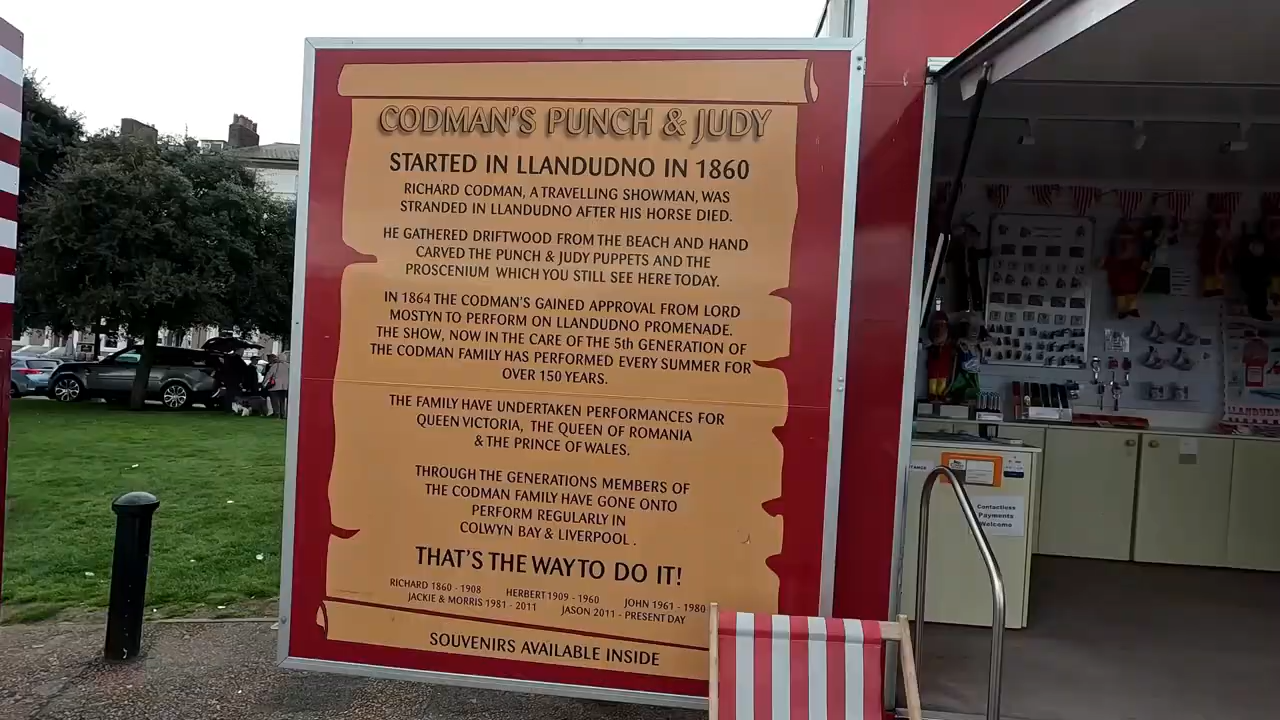 CODMAN'S PUNCH & JUDY
STARTED IN LLANDUDNO IN 1860
RICHARD CODMAN, A TRAVELLING SHOWMAN, WAS
STRANDED IN LLANDUDNO AFTER HIS HORSE DIED.
HE GATHERED DRIFTWOOD FROM THE BEACH AND HAND
CARVED THE PUNCH & JUDY PUPPETS AND THE
PROSCENIUM WHICH YOU STILL SEE HERE TODAY.
IN 1864 THE CODMAN'S GAINED APPROVAL FROM LORD
MOSTYN TO PERFORM ON LLANDUDNO PROMENADE.
THE SHOW, NOW IN THE CARE OF THE 5th GENERATION OF
THE CODMAN FAMILY HAS PERFORMED EVERY SUMMER FOR
OVER 150 YEARS.
THE FAMILY HAVE UNDERTAKEN PERFORMANCES FOR
QUEEN VICTORIA, THE QUEEN OF ROMANIA
& THE PRINCE OF WALES.
THROUGH THE GENERATIONS MEMBERS OF
THE CODMAN FAMILY HAVE GONE ONTO
PERFORM REGULARLY IN
COLWYN BAY & LIVERPOOL .
THAT'S THE WAY TO DO IT!
RICHARD 1860 - 1908 HERBERT 1909 - 1960 JOHN 1961 - 1980
JACKIE & MORRIS 1981 - 2011 JASON 2011 - PRESENT DAY
SOUVENIRS AVAILABLE INSIDE
Contactless
Payments
Welcome